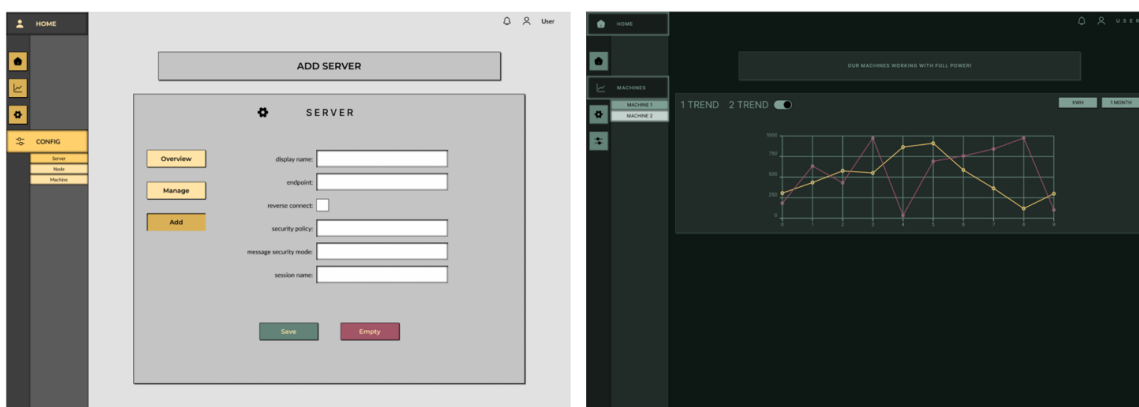 HOME
User
ADD SERVER
SERVER
CONFIG
Server
Node
Machine
Overview
Manage
Add
display name:
endpoint:
reverse connect:
security policy:
message security mode:
session name:
Save
Empty
HOME
USER
OUR MACHINES WORKING WITH FULL POWER!
MACHINES
MACHINE 1
MACHINE 2
1 TREND 2 TREND
KWH
1 MONTH
1000
750
500
250
0
0 1 2 3 4 5 6 7 8 9